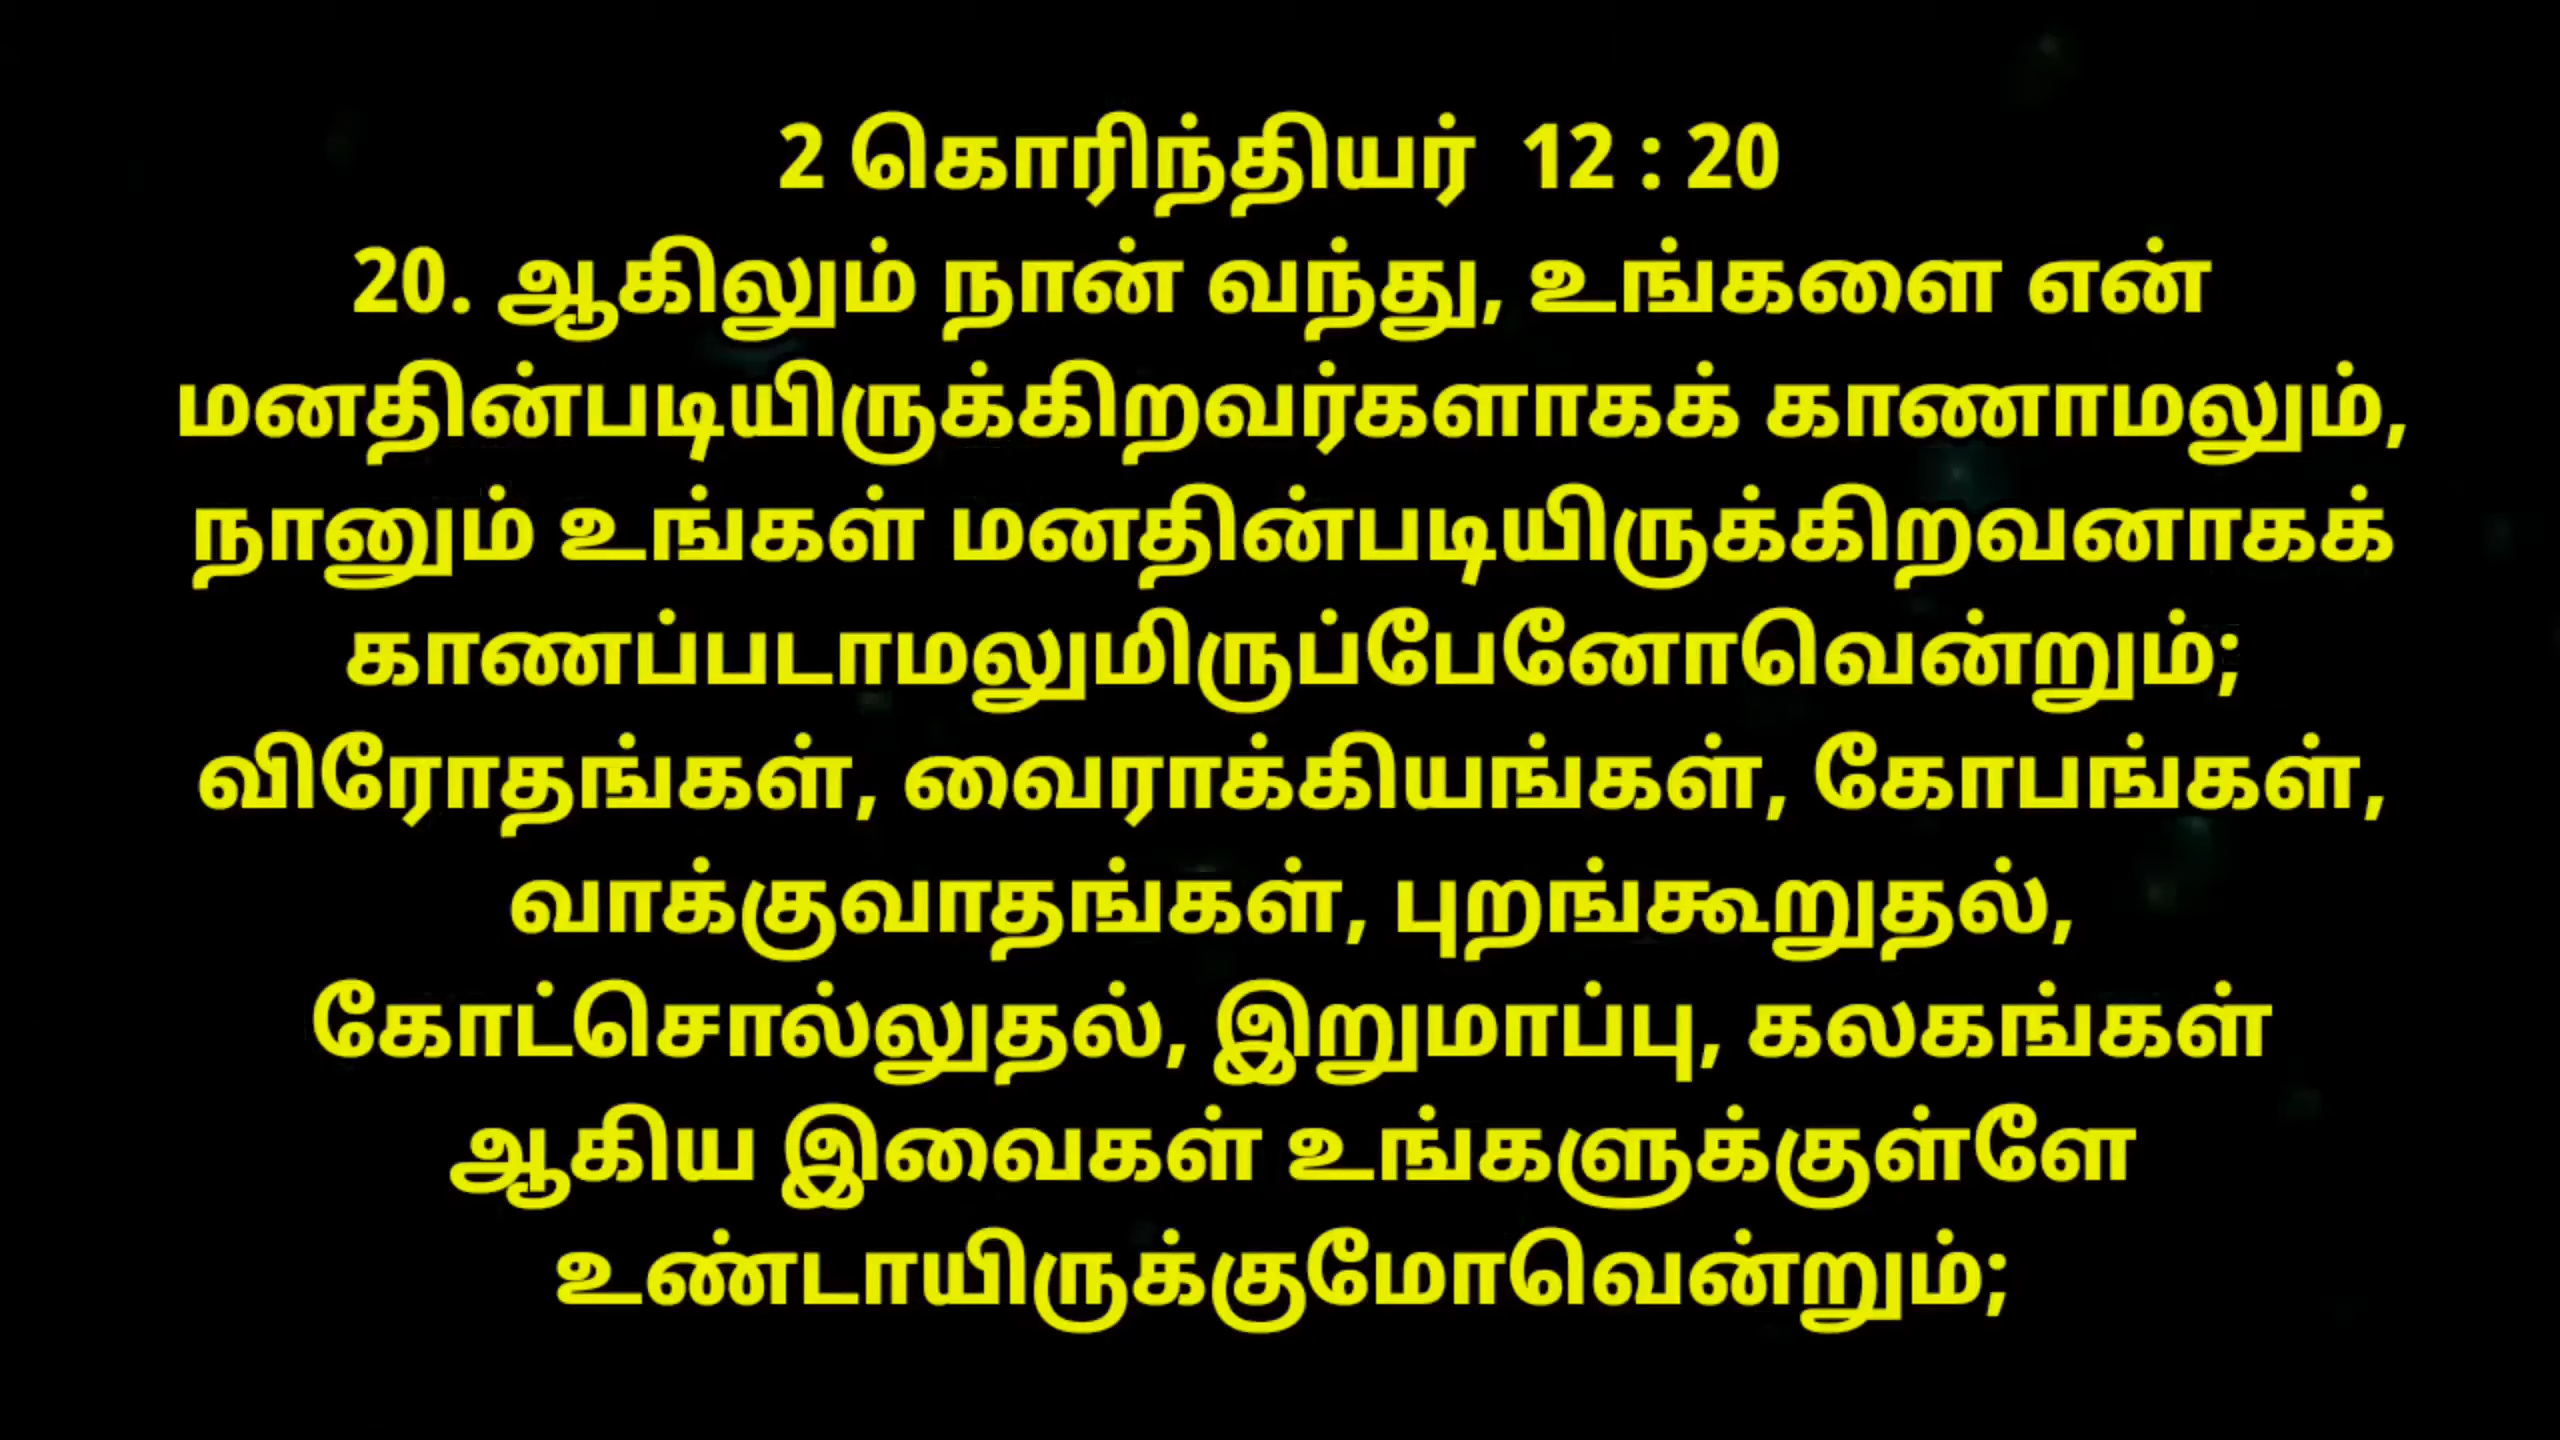 2 கொரிந்தியர்  12 : 20
20. ஆகிலும் நான் வந்து, உங்களை என்
மனதின்படியிருக்கிறவர்களாகக் காணாமலும்,
நானும் உங்கள் மனதின்படியிருக்கிறவனாகக்
காணப்படாமலுமிருப்பேனோவென்றும்;
விரோதங்கள், வைராக்கியங்கள், கோபங்கள்,
வாக்குவாதங்கள், புறங்கூறுதல்,
கோட்சொல்லுதல், இறுமாப்பு, கலகங்கள்
ஆகிய இவைகள் உங்களுக்குள்ளே
உண்டாயிருக்குமோவென்றும்;